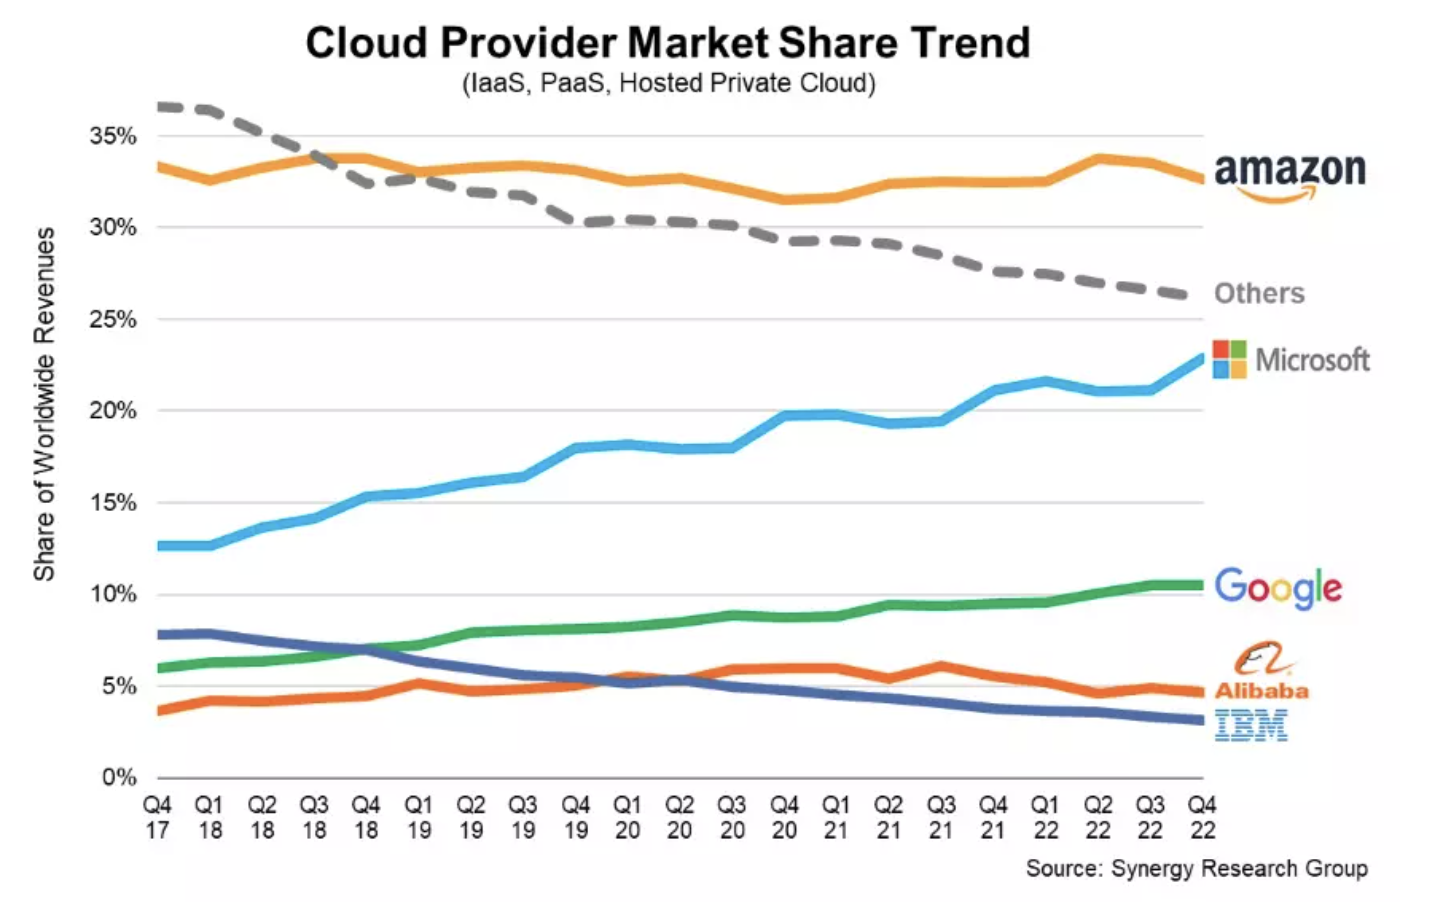 Cloud Provider Market Share Trend
(IaaS, PaaS, Hosted Private Cloud)
Share of Worldwide Revenues
35%
30%
25%
20%
15%
10%
5%
0%
amazon
Others
Microsoft
Google
Alibaba
IBM
Q4 Q1 Q2 Q3 Q4 Q1 Q2 Q3 Q4 Q1 Q2 Q3 Q4 Q1 Q2 Q3 Q4 Q1 Q2 Q3 Q4
17 18 18 18 18 19 19 19 19 20 20 20 20 21 21 21 21 22 22 22 22
Source: Synergy Research Group